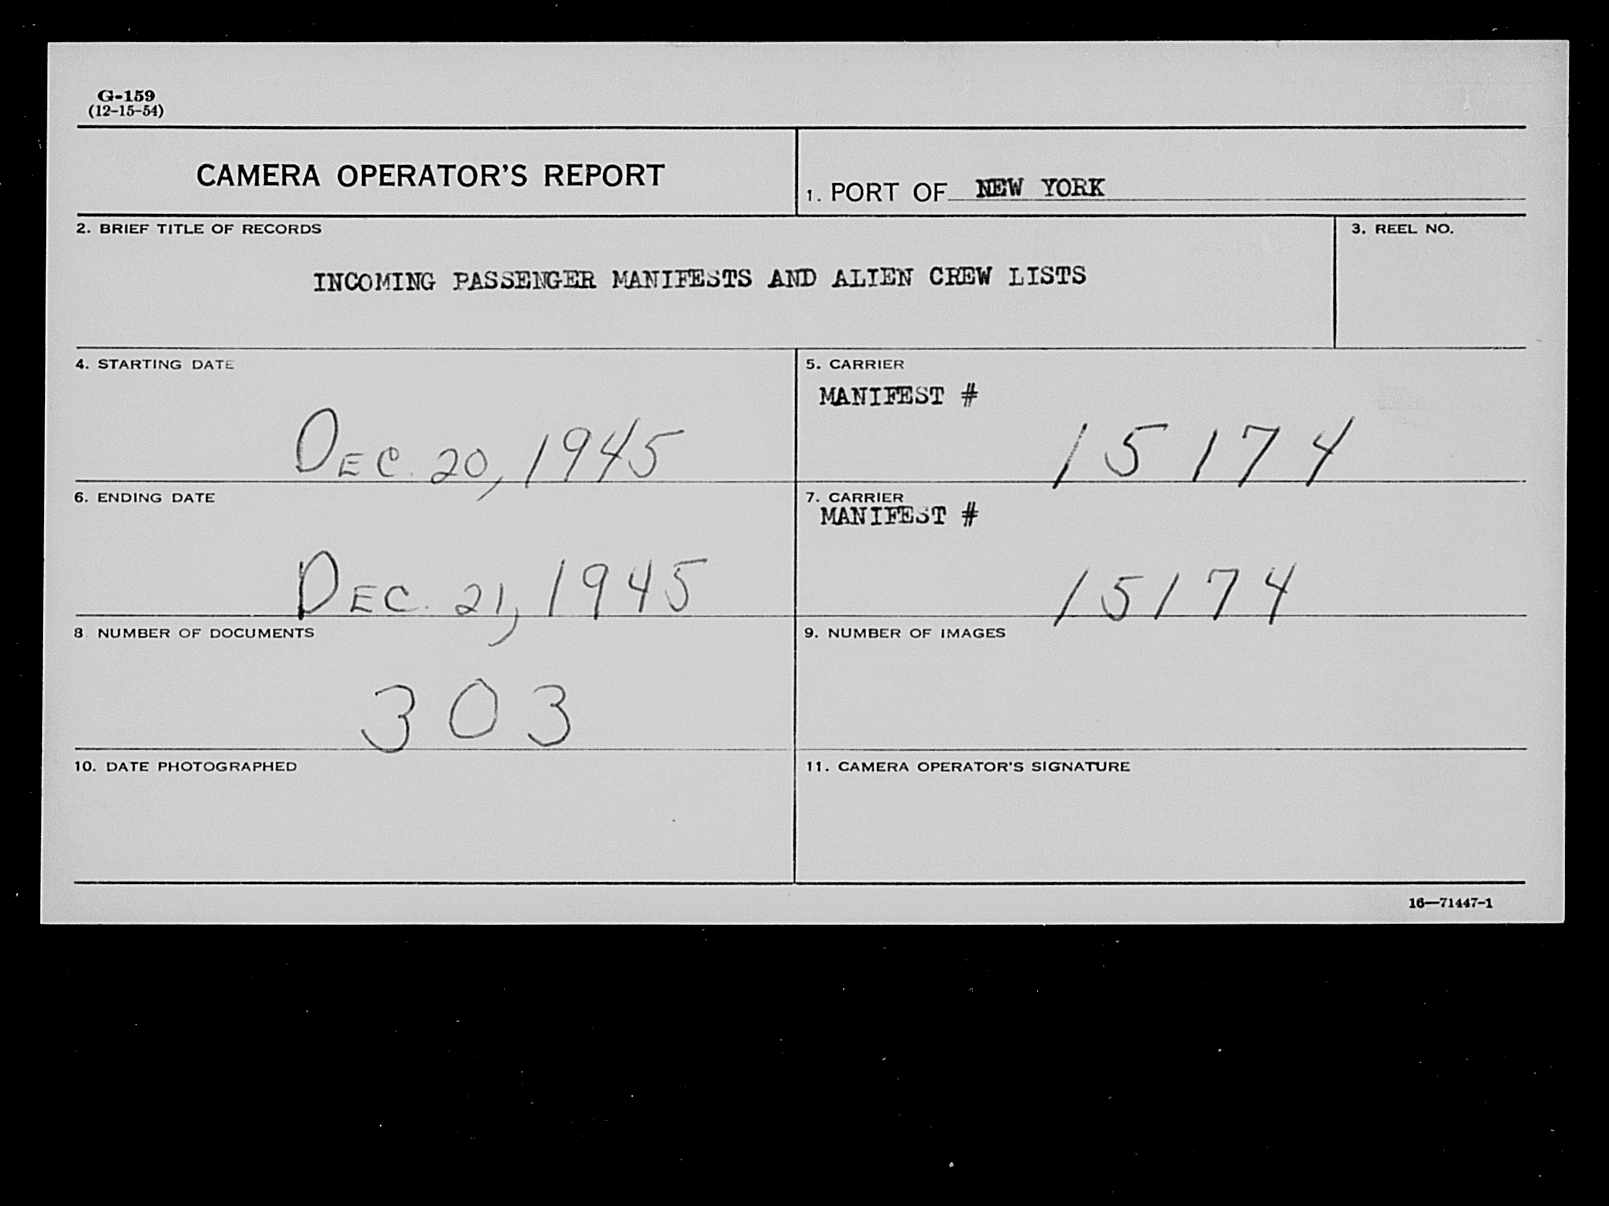 G-159
(12-15-54)
CAMERA OPERATOR'S REPORT
1. PORT OF NEW YORK
2. BRIEF TITLE OF RECORDS
3. REEL NO.
INCOMING PASSENGER MANIFESTS AND ALIEN CREW LISTS
4. STARTING DATE
DEC. 20, 1945
5. CARRIER
MANIFEST #
15174
6. ENDING DATE
DEC. 21, 1945
7. CARRIER
MANIFEST #
15174
8 NUMBER OF DOCUMENTS
303
9. NUMBER OF IMAGES
10. DATE PHOTOGRAPHED
11. CAMERA OPERATOR'S SIGNATURE
16—71447-1